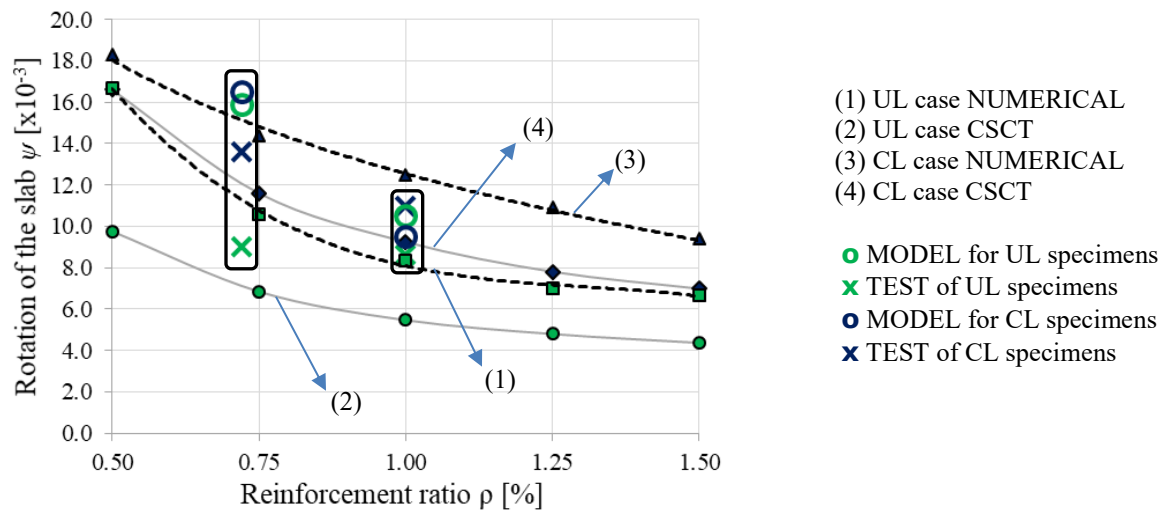 20.0
18.0
16.0
14.0
12.0
10.0
8.0
6.0
4.0
2.0
0.0
Rotation of the slab ψ [x10⁻³]
0.50 0.75 1.00 1.25 1.50
Reinforcement ratio ρ [%]
(4)
(3)
(1)
(2)
(1) UL case NUMERICAL
(2) UL case CSCT
(3) CL case NUMERICAL
(4) CL case CSCT
MODEL for UL specimens
TEST of UL specimens
MODEL for CL specimens
TEST of CL specimens